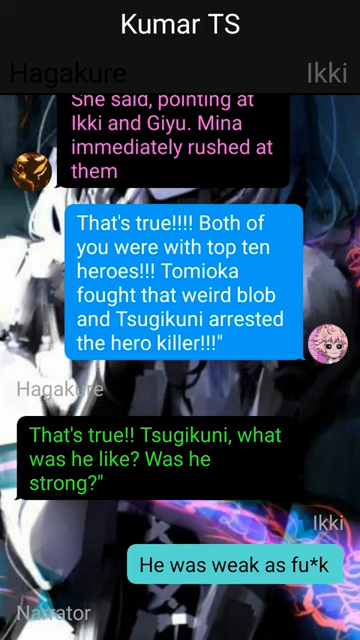 Kumar TS
Hagakure
Ikki
She said, pointing at
Ikki and Giyu. Mina
immediately rushed at
them
That's true!!!! Both of
you were with top ten
heroes!!! Tomioka
fought that weird blob
and Tsugikuni arrested
the hero killer!!!"
Hagakure
That's true!! Tsugikuni, what
was he like? Was he
strong?"
Ikki
He was weak as fu*k
Narrator